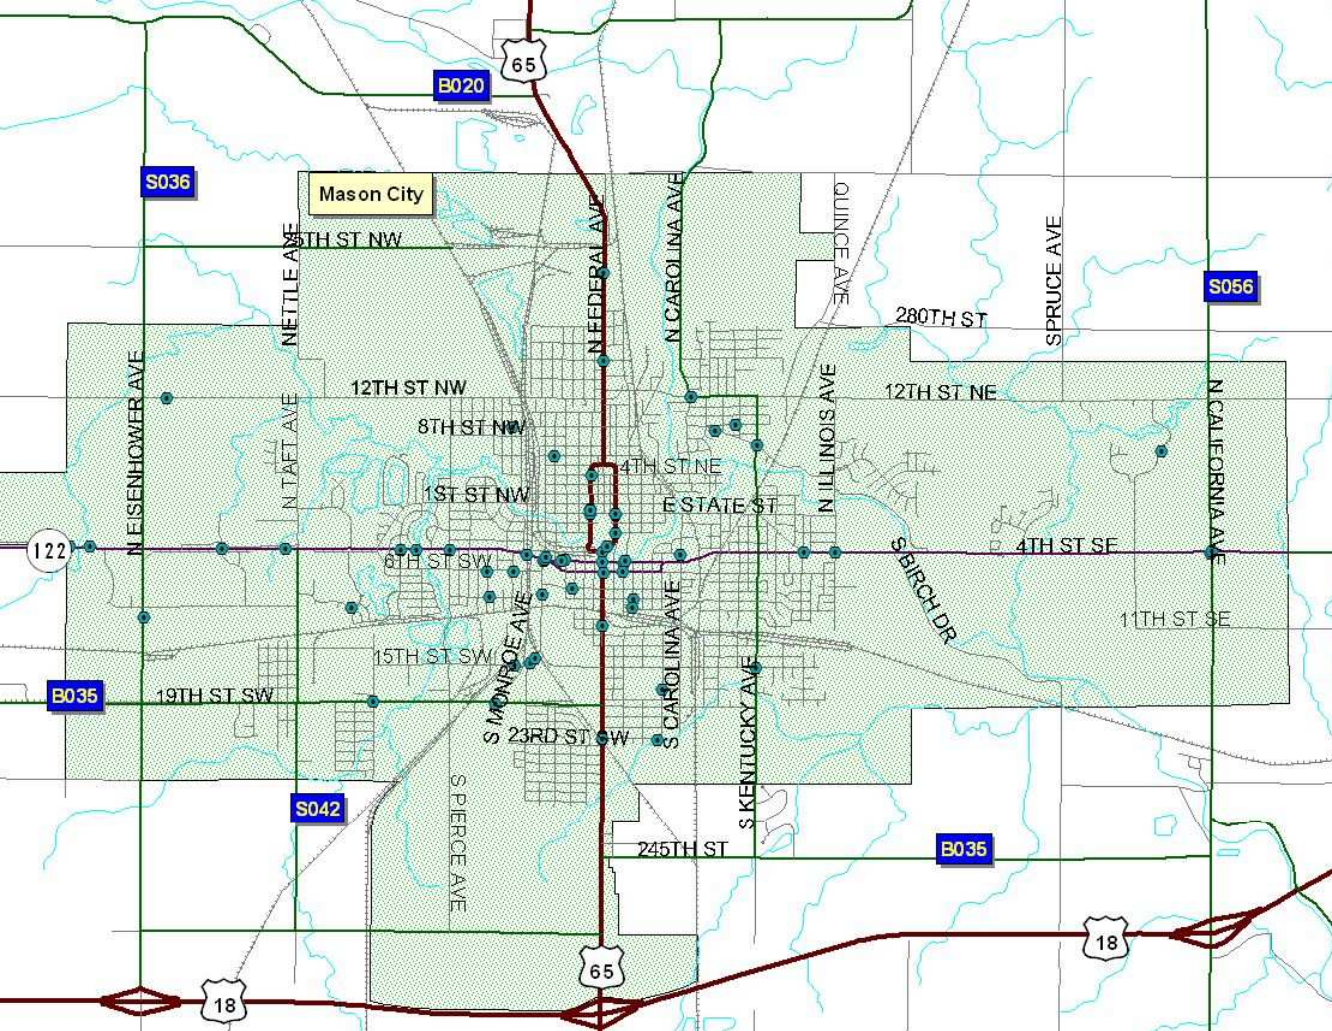 65
B020
S036
Mason City
QUINCE AVE
N CAROLINA AVE
N FEDERAL AVE
NETTLE AVE
5TH ST NW
SPRUCE AVE
S056
280TH ST
N EISENHOWER AVE
12TH ST NW
12TH ST NE
N TAFT AVE
N ILLINOIS AVE
N CALIFORNIA AVE
8TH ST NW
4TH ST NE
1ST ST NW
E STATE ST
122
6TH ST SW
4TH ST SE
S BIRCH DR
11TH ST SE
S MONROE AVE
S CAROLINA AVE
15TH ST SW
S KENTUCKY AVE
B035
19TH ST SW
23RD ST SW
S PIERCE AVE
S042
245TH ST
B035
18
65
18